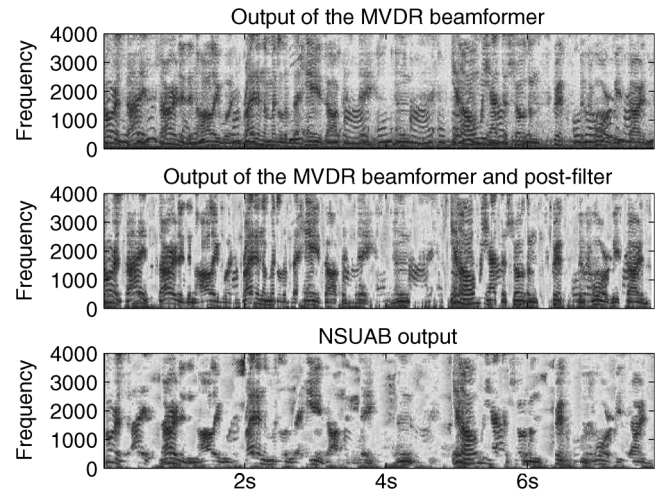 Output of the MVDR beamformer
Frequency
4000
3000
2000
1000
0
Output of the MVDR beamformer and post-filter
Frequency
4000
3000
2000
1000
0
NSUAB output
Frequency
4000
3000
2000
1000
0
2s 4s 6s